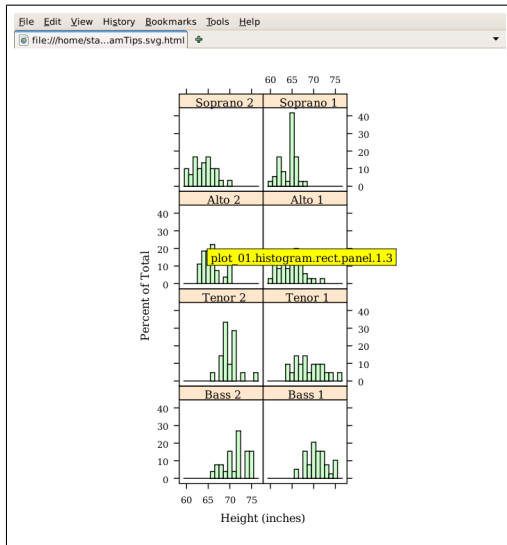 File Edit View History Bookmarks Tools Help
file:///home/sta...amTips.svg.html
60 65 70 75
Soprano 2 Soprano 1
40
30
20
10
0
Alto 2 Alto 1
40
30
20
10
0
plot_01.histogram.rect.panel.1.3
Percent of Total
Tenor 2 Tenor 1
40
30
20
10
0
Bass 2 Bass 1
40
30
20
10
0
60 65 70 75
Height (inches)